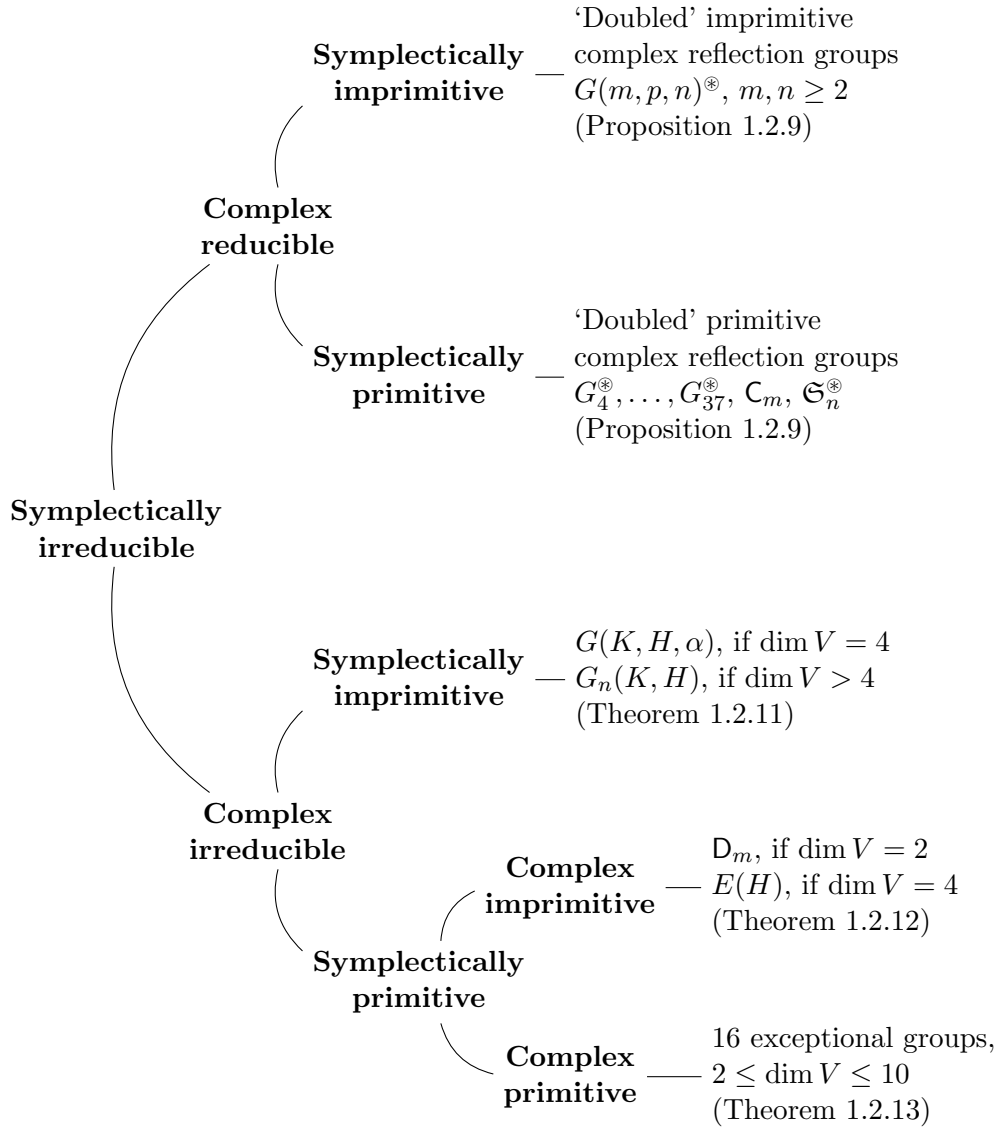 Symplectically
imprimitive
‘Doubled’ imprimitive
complex reflection groups
G(m, p, n)^⊛, m, n ≥ 2
(Proposition 1.2.9)
Complex
reducible
Symplectically
primitive
‘Doubled’ primitive
complex reflection groups
G_4^⊛, . . . , G_37^⊛, C_m, 𝔖_n^⊛
(Proposition 1.2.9)
Symplectically
irreducible
Symplectically
imprimitive
G(K, H, α), if dim V = 4
G_n(K, H), if dim V > 4
(Theorem 1.2.11)
Complex
irreducible
Complex
imprimitive
D_m, if dim V = 2
E(H), if dim V = 4
(Theorem 1.2.12)
Symplectically
primitive
Complex
primitive
16 exceptional groups,
2 ≤ dim V ≤ 10
(Theorem 1.2.13)